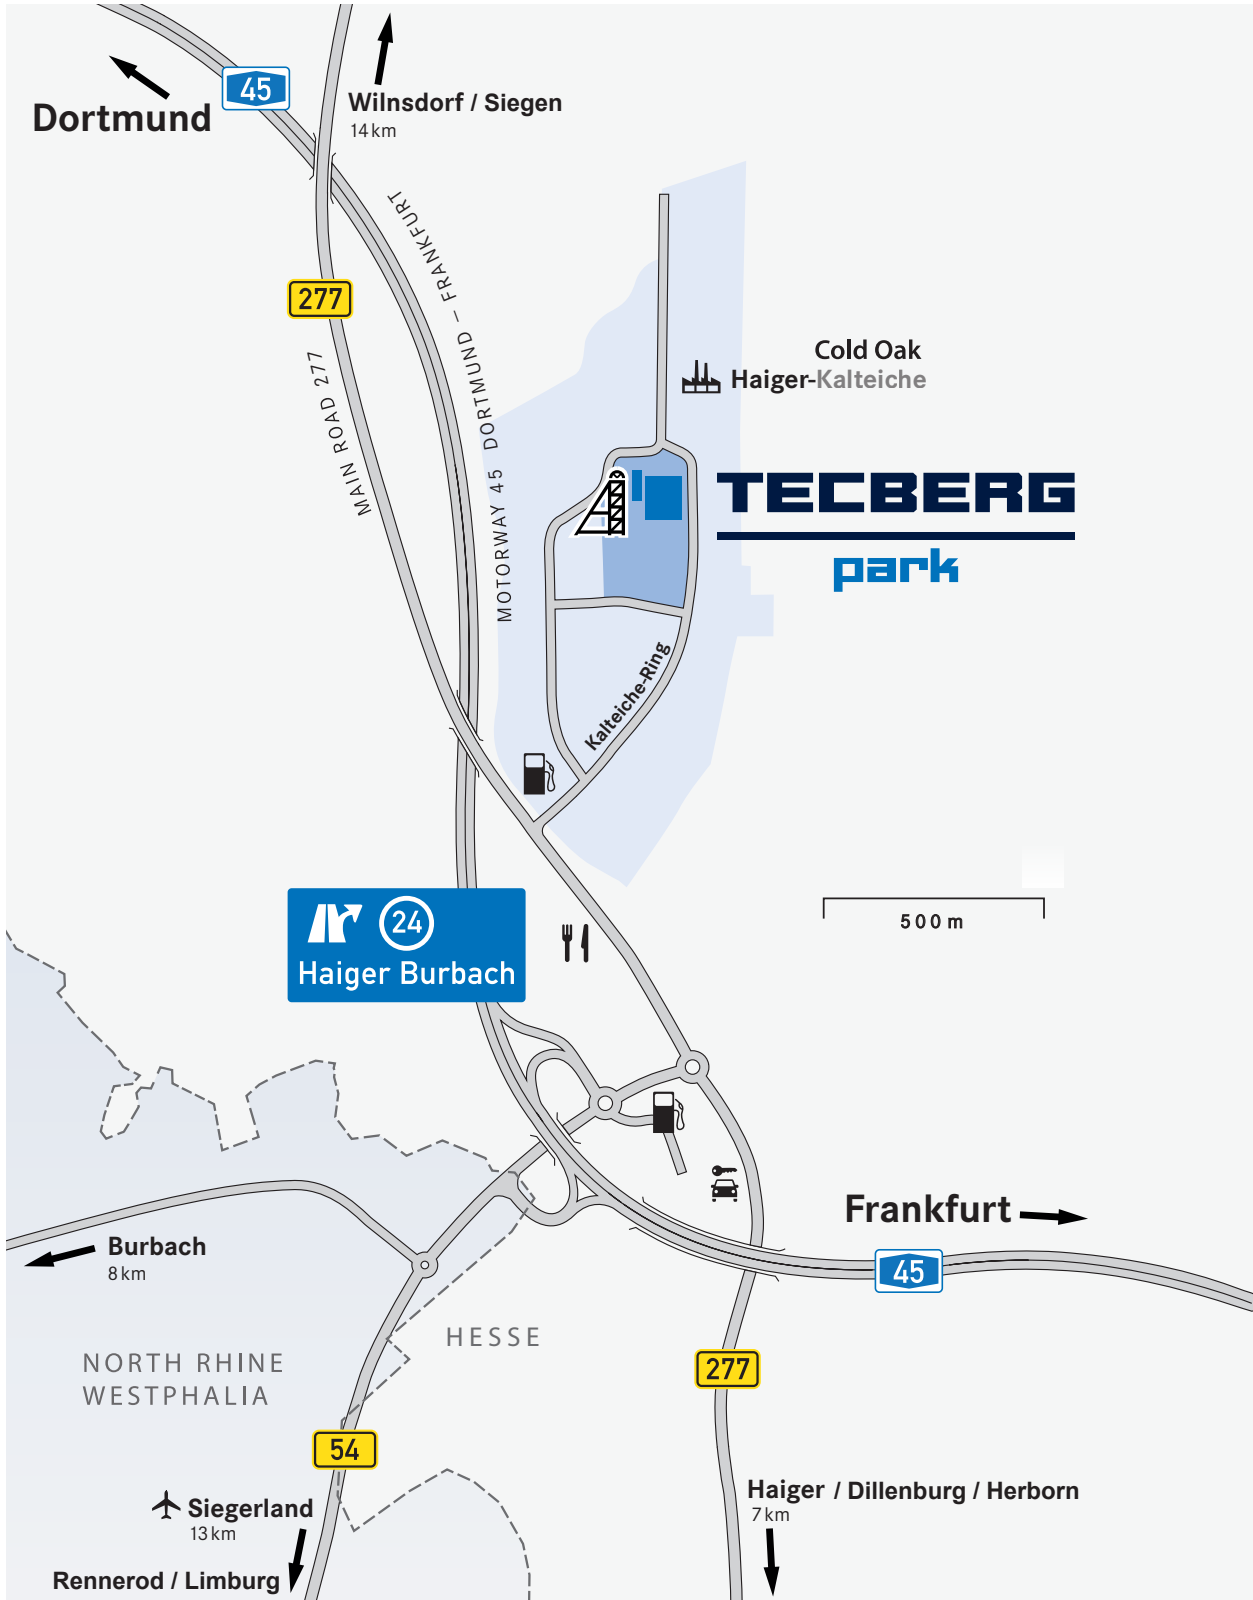 45
Dortmund
Wilnsdorf / Siegen
14 km
277
MAIN ROAD 277
MOTORWAY 45 DORTMUND – FRANKFURT
Cold Oak
Haiger-Kalteiche
TECBERG
park
Kalteiche-Ring
500 m
24
Haiger Burbach
Frankfurt
45
Burbach
8 km
HESSE
NORTH RHINE
WESTPHALIA
277
54
Siegerland
13 km
Haiger / Dillenburg / Herborn
7 km
Rennerod / Limburg